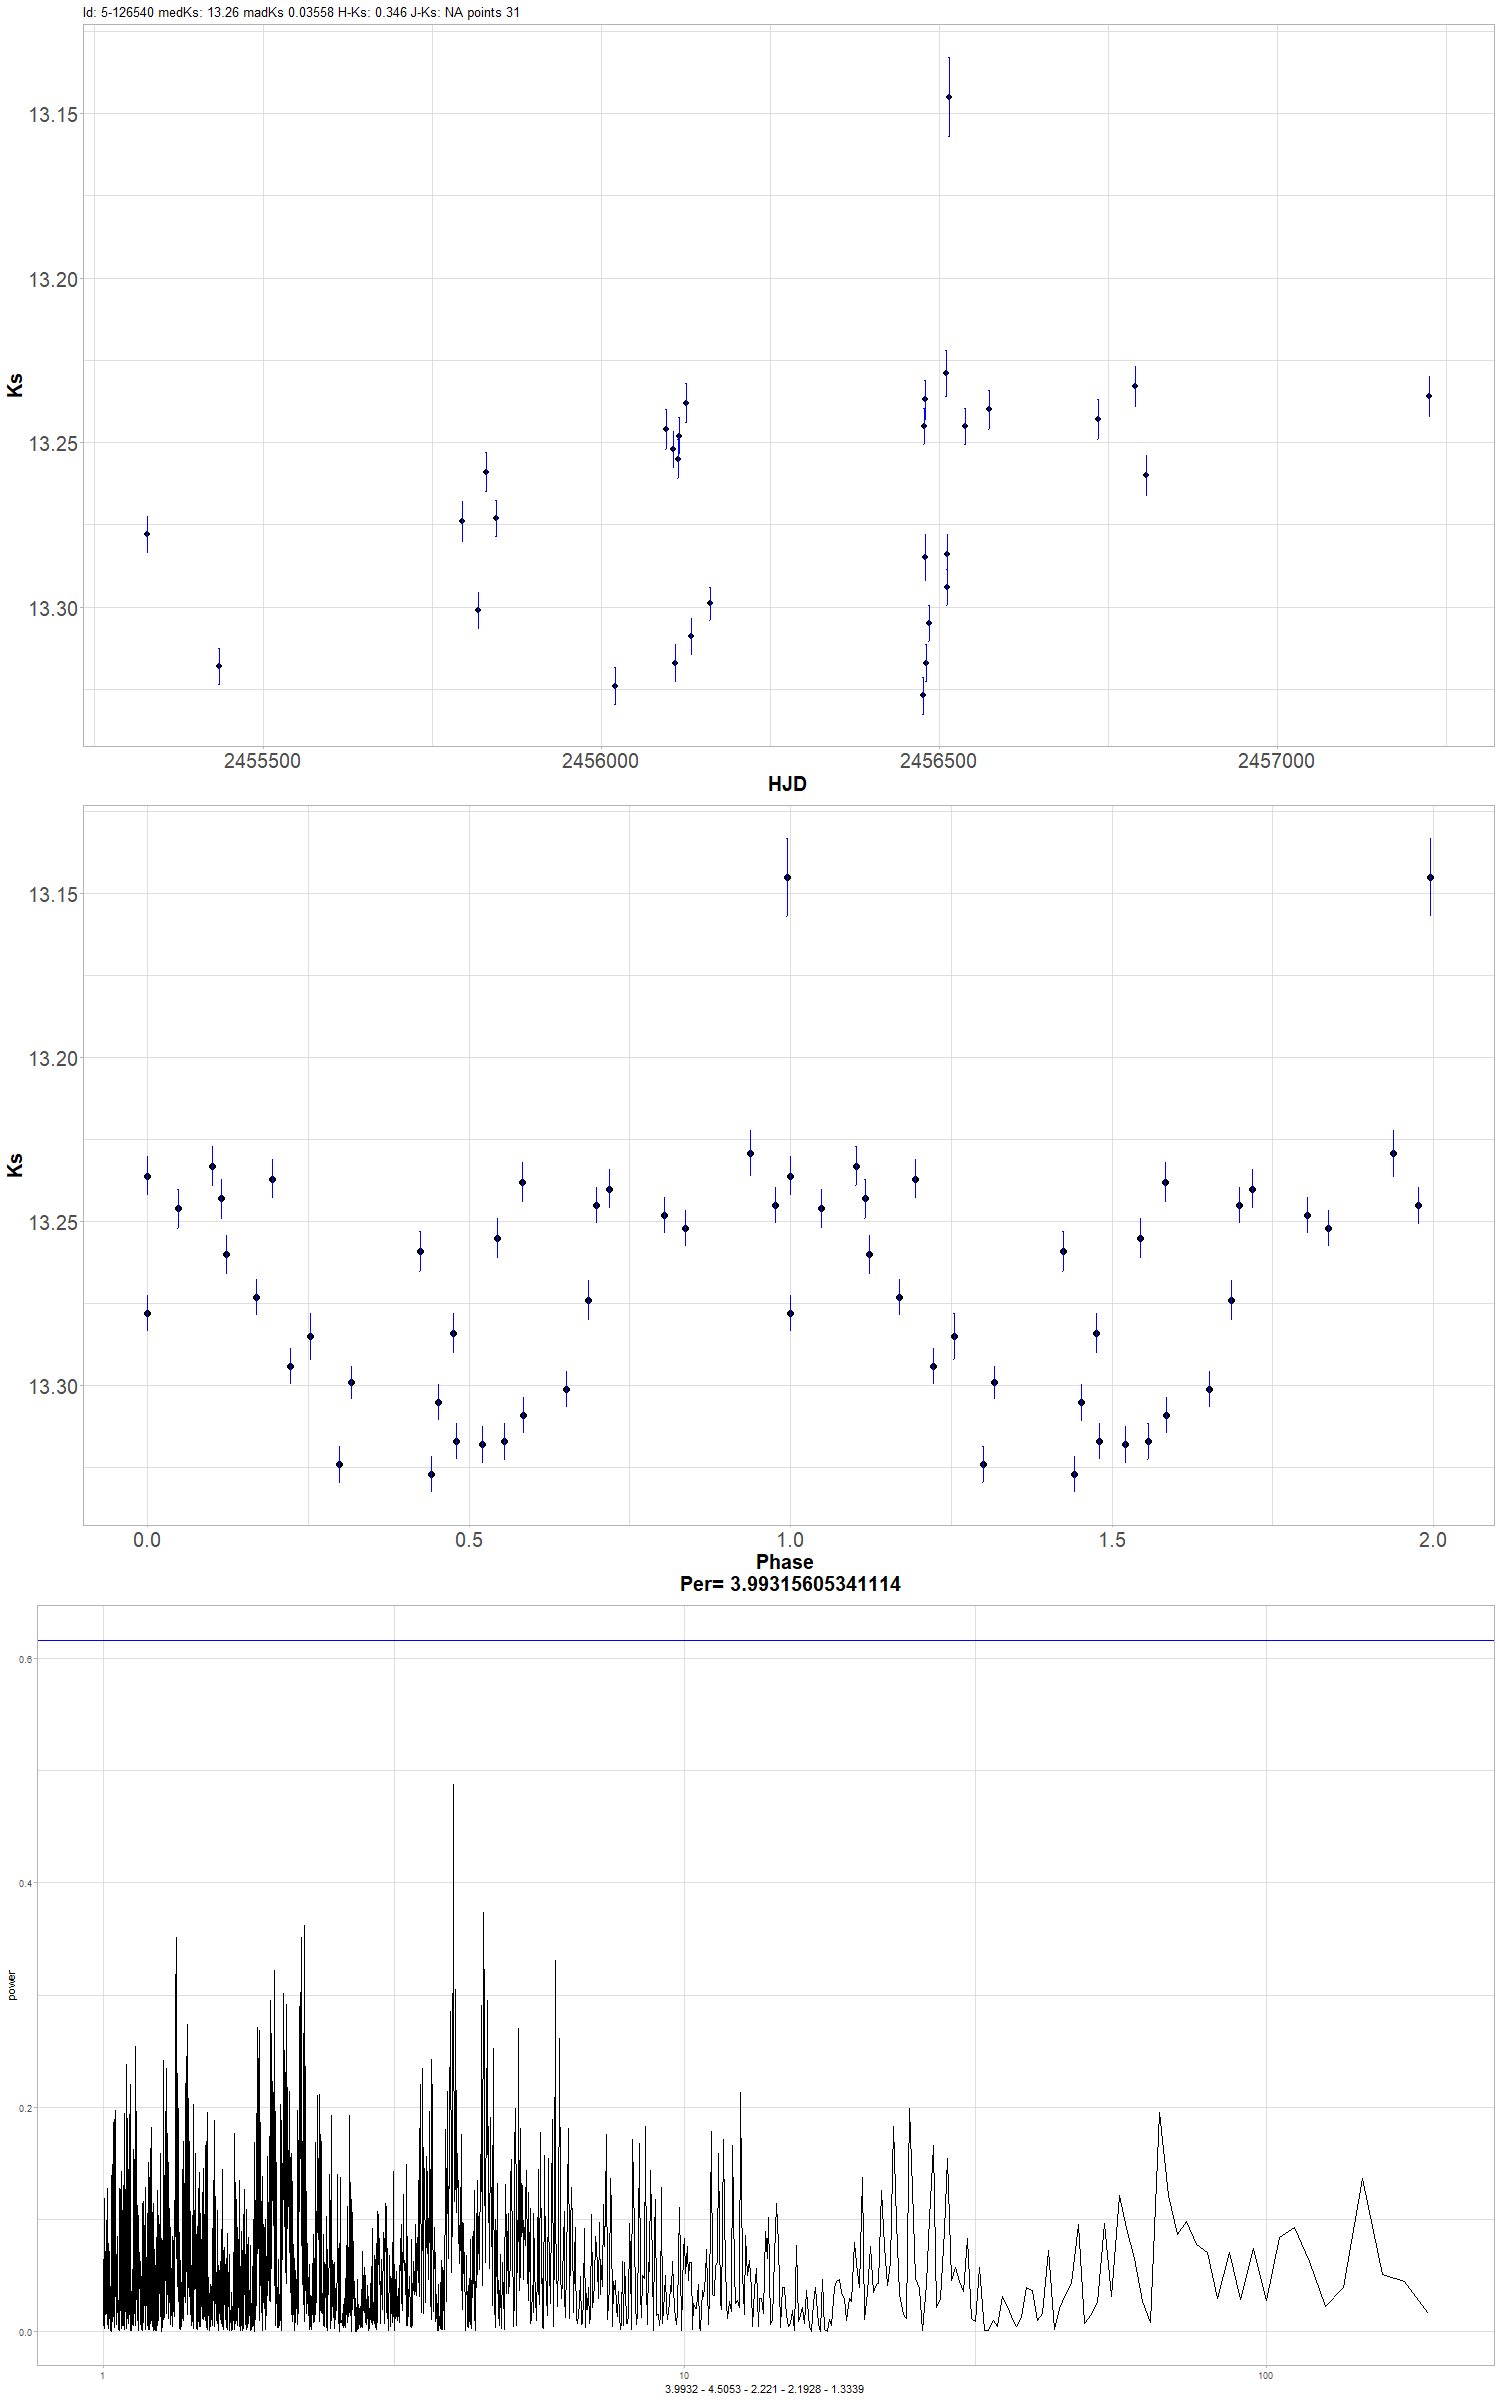 Id: 5-126540 medKs: 13.26 madKs 0.03558 H-Ks: 0.346 J-Ks: NA points 31
13.15
13.20
13.25
13.30
Ks
2455500 2456000 2456500 2457000
HJD
13.15
13.20
13.25
13.30
Ks
0.0 0.5 1.0 1.5 2.0
Phase
Per= 3.99315605341114
0.6
0.4
0.2
0.0
power
1 10 100
3.9932 - 4.5053 - 2.221 - 2.1928 - 1.3339